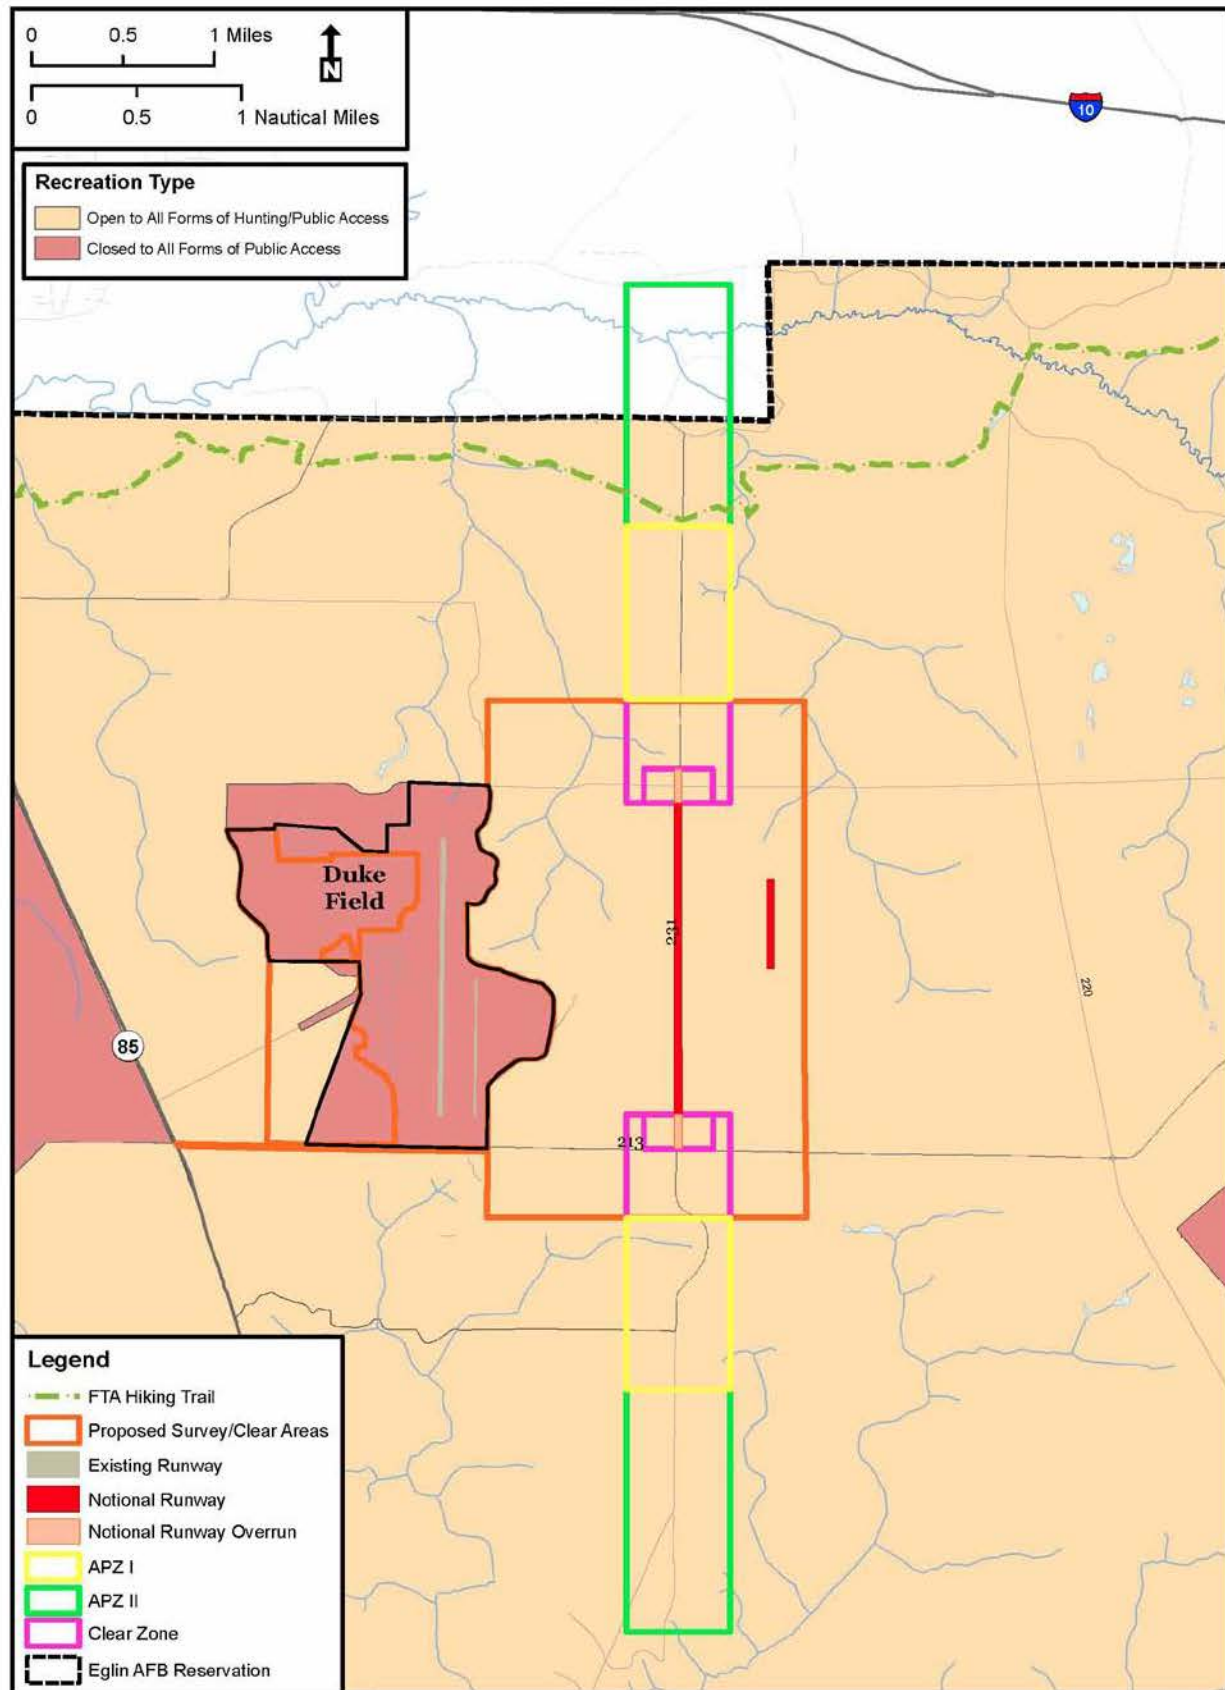 0 0.5 1 Miles
N
0 0.5 1 Nautical Miles
10
Recreation Type
Open to All Forms of Hunting/Public Access
Closed to All Forms of Public Access
Duke
Field
231
220
85
213
Legend
FTA Hiking Trail
Proposed Survey/Clear Areas
Existing Runway
Notional Runway
Notional Runway Overrun
APZ I
APZ II
Clear Zone
Eglin AFB Reservation